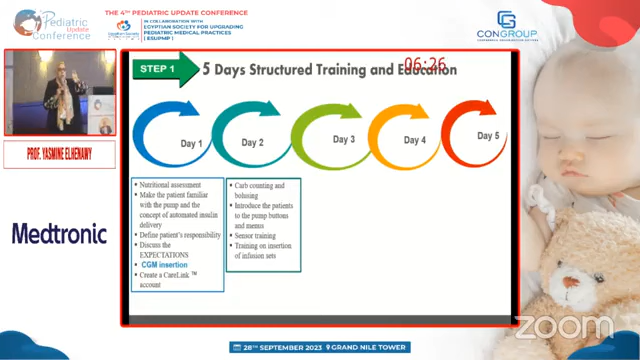 Pediatric
Update
Conference
THE 4TH PEDIATRIC UPDATE CONFERENCE
IN COLLABORATION WITH
EGYPTIAN SOCIETY FOR UPGRADING
PEDIATRIC MEDICAL PRACTICES
(ESUPMP)
CONGROUP
STEP 1
5 Days Structured Training and Education
06:26
Day 1
Day 2
Day 3
Day 4
Day 5
PROF. YASMINE ELHENAWY
Medtronic
• Nutritional assessment
• Make the patient familiar
with the pump and the
concept of automated insulin
delivery
• Define patient's responsibility
• Discuss the
EXPECTATIONS
• CGM insertion
• Create a CareLink ™
account
• Carb counting and
bolusing
• Introduce the patients
to the pump buttons
and menus
• Sensor training
• Training on insertion
of infusion sets
zoom
28TH SEPTEMBER 2023 GRAND NILE TOWER